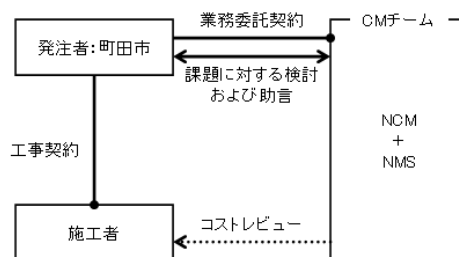 業務委託契約
CMチーム
発注者:町田市
課題に対する検討
および助言
NCM
+
NMS
工事契約
コストレビュー
施工者